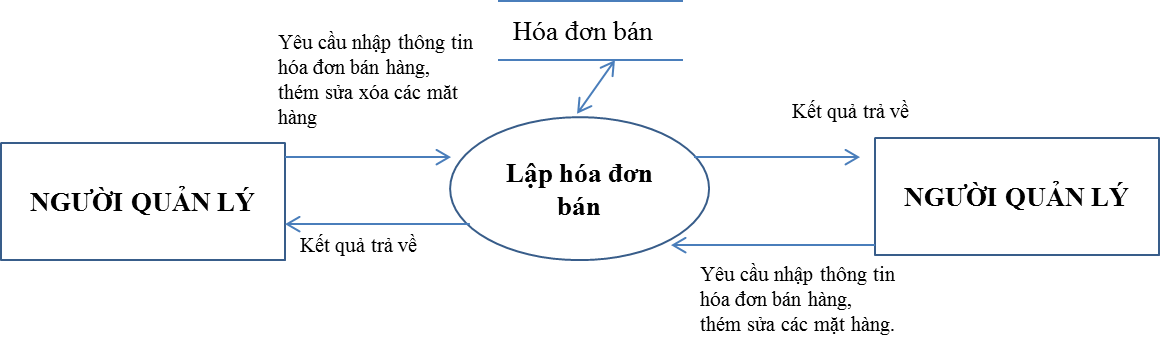 Hóa đơn bán
Yêu cầu nhập thông tin
hóa đơn bán hàng,
thém sửa xóa các măt
hàng
Kết quả trả về
NGƯỜI QUẢN LÝ
Lập hóa đơn
bán
NGƯỜI QUẢN LÝ
Kết quả trả về
Yêu cầu nhập thông tin
hóa đơn bán hàng,
thém sửa các mặt hàng.